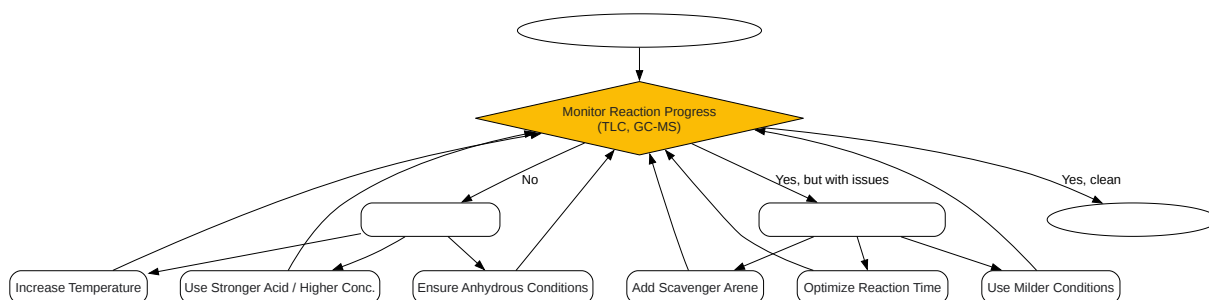 Monitor Reaction Progress
(TLC, GC-MS)
No
Yes, but with issues
Yes, clean
Increase Temperature
Use Stronger Acid / Higher Conc.
Ensure Anhydrous Conditions
Add Scavenger Arene
Optimize Reaction Time
Use Milder Conditions